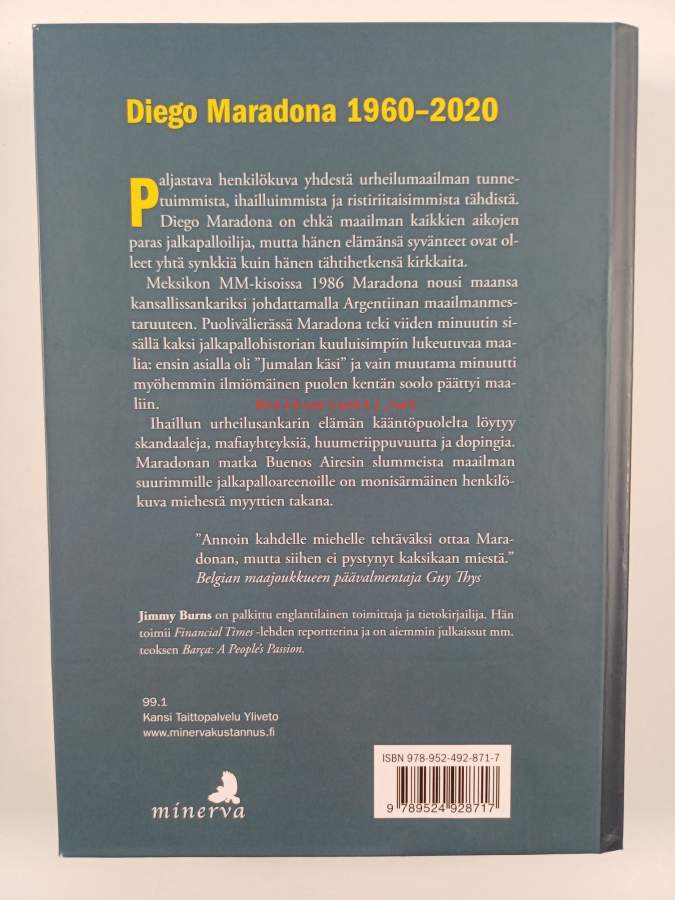 Diego Maradona 1960–2020
Paljastava henkilökuva yhdestä urheilumaailman tunne-
tuimmista, ihailluimmista ja ristiriitaisimmista tähdistä.
Diego Maradona on ehkä maailman kaikkien aikojen
paras jalkapalloilija, mutta hänen elämänsä syvänteet ovat ol-
leet yhtä synkkiä kuin hänen tähtihetkensä kirkkaita.
Meksikon MM-kisoissa 1986 Maradona nousi maansa
kansallissankariksi johdattamalla Argentiinan maailmanmes-
taruuteen. Puolivälierässä Maradona teki viiden minuutin si-
sällä kaksi jalkapallohistorian kuuluisimpiin lukeutuvaa maa-
lia: ensin asialla oli ”Jumalan käsi” ja vain muutama minuutti
myöhemmin ilmiömäinen puolen kentän soolo päättyi maa-
liin.
Antikvariaatti.net
Ihaillun urheilusankarin elämän kääntöpuolelta löytyy
skandaaleja, mafiayhteyksiä, huumeriippuvuutta ja dopingia.
Maradonan matka Buenos Airesin slummeista maailman
suurimmille jalkapalloareenoille on monisärmäinen henkilö-
kuva miehestä myyttien takana.
”Annoin kahdelle miehelle tehtäväksi ottaa Mara-
donan, mutta siihen ei pystynyt kaksikaan miestä.”
Belgian maajoukkueen päävalmentaja Guy Thys
Jimmy Burns on palkittu englantilainen toimittaja ja tietokirjailija. Hän
toimii Financial Times -lehden reportterina ja on aiemmin julkaissut mm.
teoksen Barça: A People's Passion.
99.1
Kansi Taittopalvelu Yliveto
www.minervakustannus.fi
minerva
ISBN 978-952-492-871-7
9 789524 928717